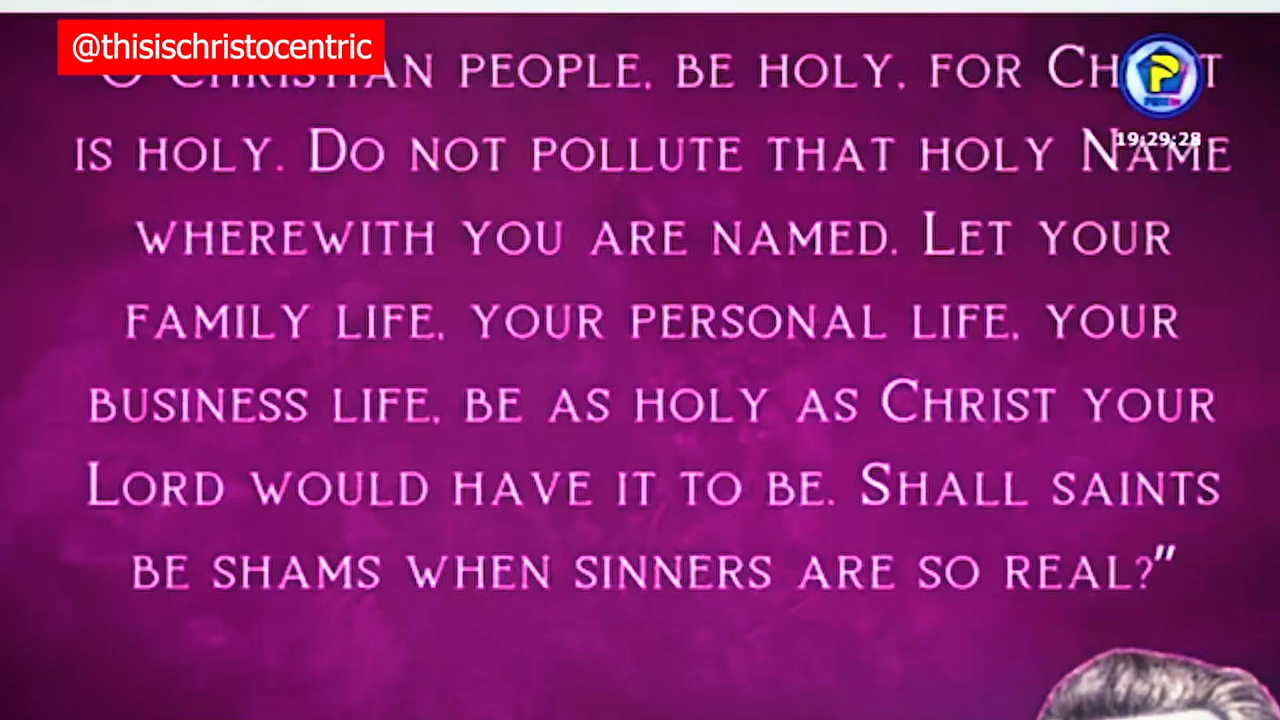 @thisischristocentric
PEOPLE, BE HOLY, FOR
IS HOLY. DO NOT POLLUTE THAT HOLY NAME
19:29:28
WHEREWITH YOU ARE NAMED. LET YOUR
FAMILY LIFE, YOUR PERSONAL LIFE, YOUR
BUSINESS LIFE, BE AS HOLY AS CHRIST YOUR
LORD WOULD HAVE IT TO BE. SHALL SAINTS
BE SHAMS WHEN SINNERS ARE SO REAL?"